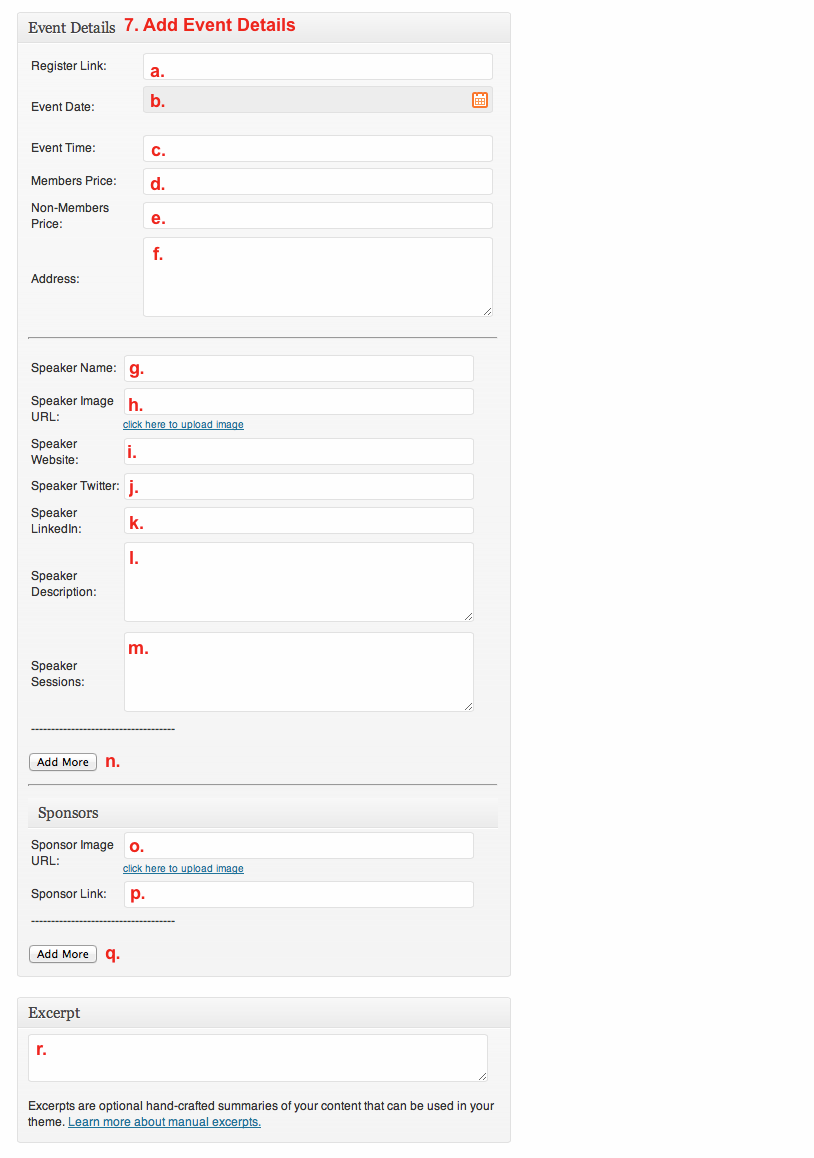 Event Details 7. Add Event Details
Register Link: a.
Event Date: b.
Event Time: c.
Members Price: d.
Non-Members
Price: e.
Address: f.
Speaker Name: g.
Speaker Image
URL: h.
click here to upload image
Speaker
Website: i.
Speaker Twitter: j.
Speaker
LinkedIn: k.
Speaker
Description: l.
Speaker
Sessions: m.
------------------------------------
Add More n.
Sponsors
Sponsor Image
URL: o.
click here to upload image
Sponsor Link: p.
------------------------------------
Add More q.
Excerpt
r.
Excerpts are optional hand-crafted summaries of your content that can be used in your
theme. Learn more about manual excerpts.